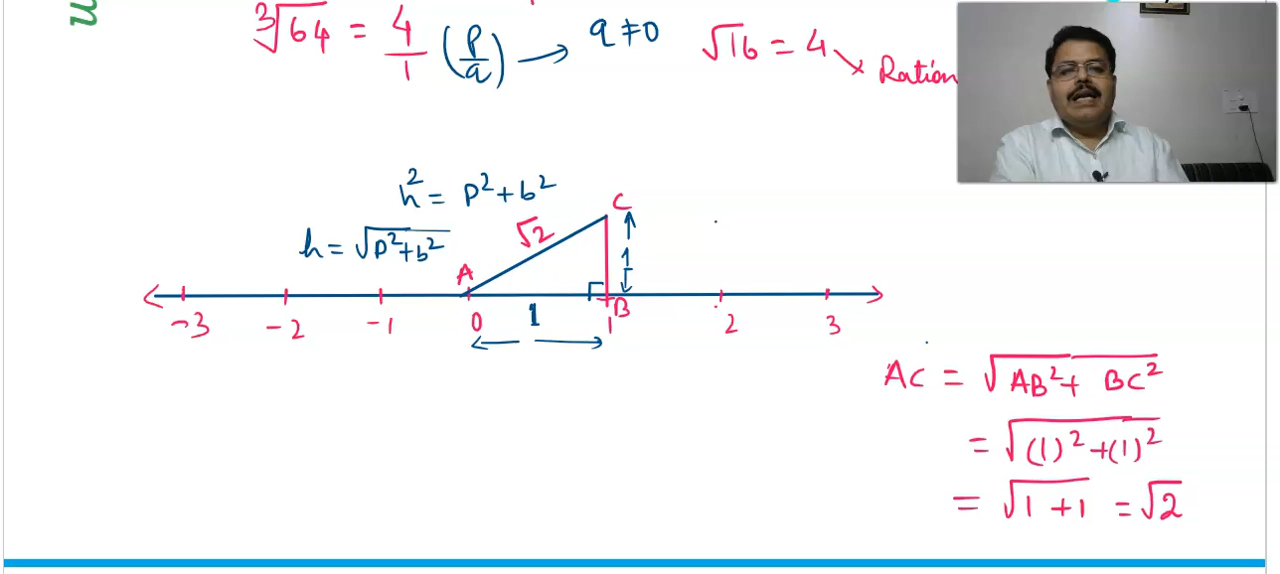 ∛64 = 4/1 (p/q) → q ≠ 0 √16 = 4 Ration
h² = p² + b²
h = √p² + b²
√2
C
1
A
B
-3 -2 -1 0 1 1 2 3
AC = √AB² + BC²
= √(1)² + (1)²
= √1 + 1 = √2